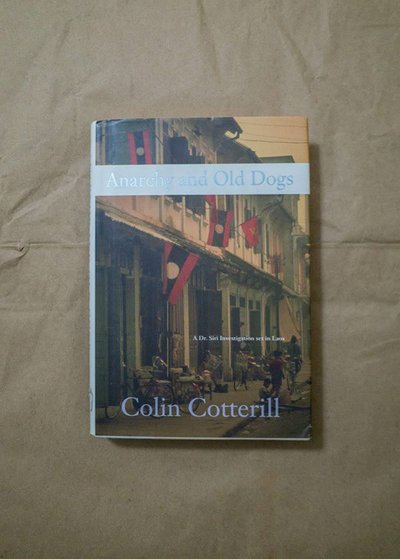 Anarchy and Old Dogs
A Dr. Siri Investigation set in Laos
Colin Cotterill